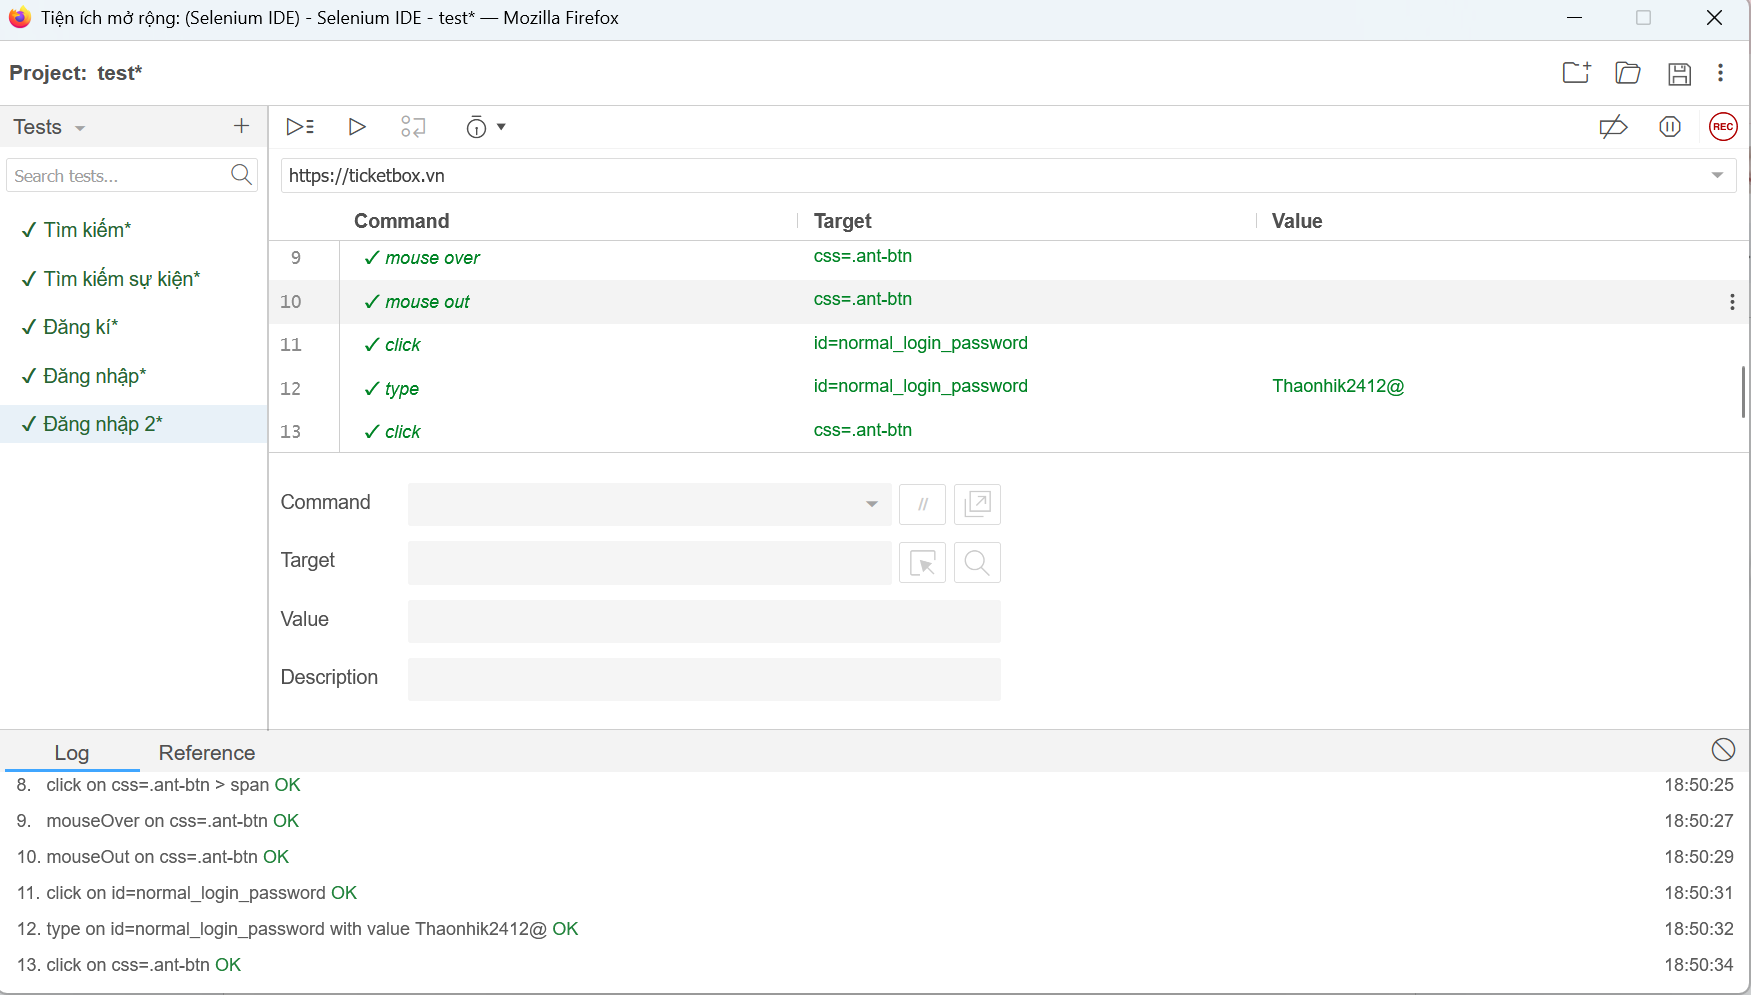 Tiện ích mở rộng: (Selenium IDE) - Selenium IDE - test* — Mozilla Firefox
Project: test*
Tests
Search tests...
✓ Tìm kiếm*
✓ Tìm kiếm sự kiện*
✓ Đăng kí*
✓ Đăng nhập*
✓ Đăng nhập 2*
REC
https://ticketbox.vn
Command Target Value
9 ✓ mouse over css=.ant-btn
10 ✓ mouse out css=.ant-btn
11 ✓ click id=normal_login_password
12 ✓ type id=normal_login_password Thaonhik2412@
13 ✓ click css=.ant-btn
Command //
Target
Value
Description
Log Reference
8. click on css=.ant-btn > span OK 18:50:25
9. mouseOver on css=.ant-btn OK 18:50:27
10. mouseOut on css=.ant-btn OK 18:50:29
11. click on id=normal_login_password OK 18:50:31
12. type on id=normal_login_password with value Thaonhik2412@ OK 18:50:32
13. click on css=.ant-btn OK 18:50:34